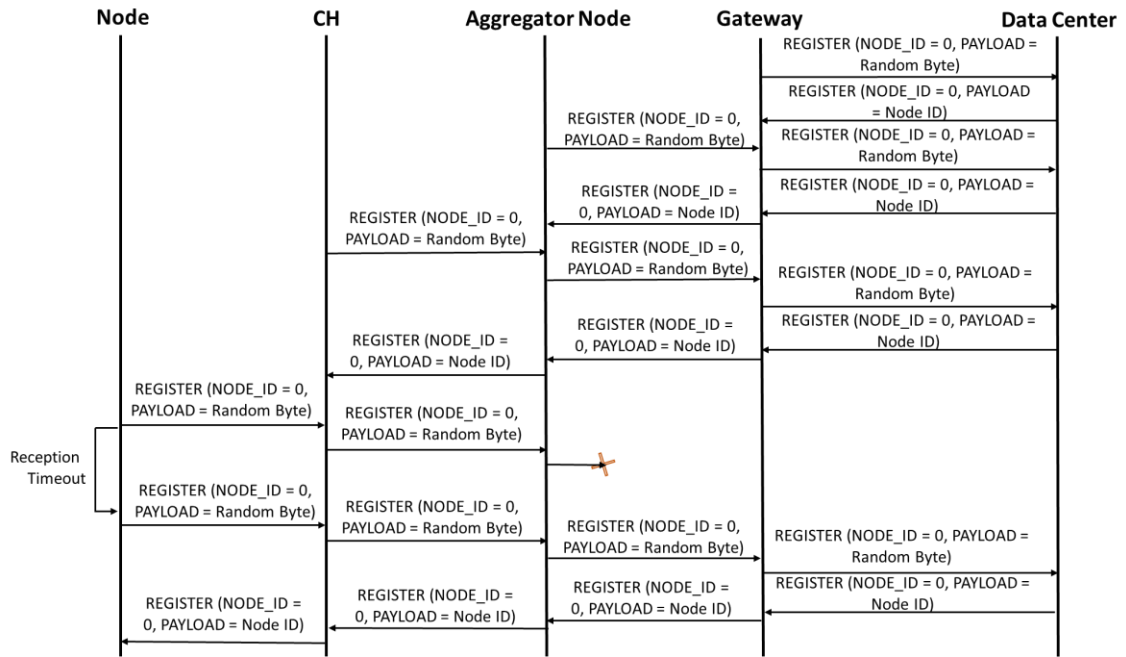 Node CH Aggregator Node Gateway Data Center
REGISTER (NODE_ID = 0, PAYLOAD =
Random Byte)
REGISTER (NODE_ID = 0, PAYLOAD
= Node ID)
REGISTER (NODE_ID = 0,
PAYLOAD = Random Byte)
REGISTER (NODE_ID = 0, PAYLOAD =
Random Byte)
REGISTER (NODE_ID =
0, PAYLOAD = Node ID)
REGISTER (NODE_ID = 0, PAYLOAD =
Node ID)
REGISTER (NODE_ID = 0,
PAYLOAD = Random Byte)
REGISTER (NODE_ID = 0,
PAYLOAD = Random Byte)
REGISTER (NODE_ID = 0, PAYLOAD =
Random Byte)
REGISTER (NODE_ID = 0, PAYLOAD =
Node ID)
REGISTER (NODE_ID =
0, PAYLOAD = Node ID)
REGISTER (NODE_ID =
0, PAYLOAD = Node ID)
REGISTER (NODE_ID = 0,
PAYLOAD = Random Byte)
REGISTER (NODE_ID = 0,
PAYLOAD = Random Byte)
Reception
Timeout
REGISTER (NODE_ID = 0,
PAYLOAD = Random Byte)
REGISTER (NODE_ID = 0,
PAYLOAD = Random Byte)
REGISTER (NODE_ID = 0,
PAYLOAD = Random Byte)
REGISTER (NODE_ID = 0, PAYLOAD =
Random Byte)
REGISTER (NODE_ID = 0, PAYLOAD =
Node ID)
REGISTER (NODE_ID =
0, PAYLOAD = Node ID)
REGISTER (NODE_ID =
0, PAYLOAD = Node ID)
REGISTER (NODE_ID =
0, PAYLOAD = Node ID)